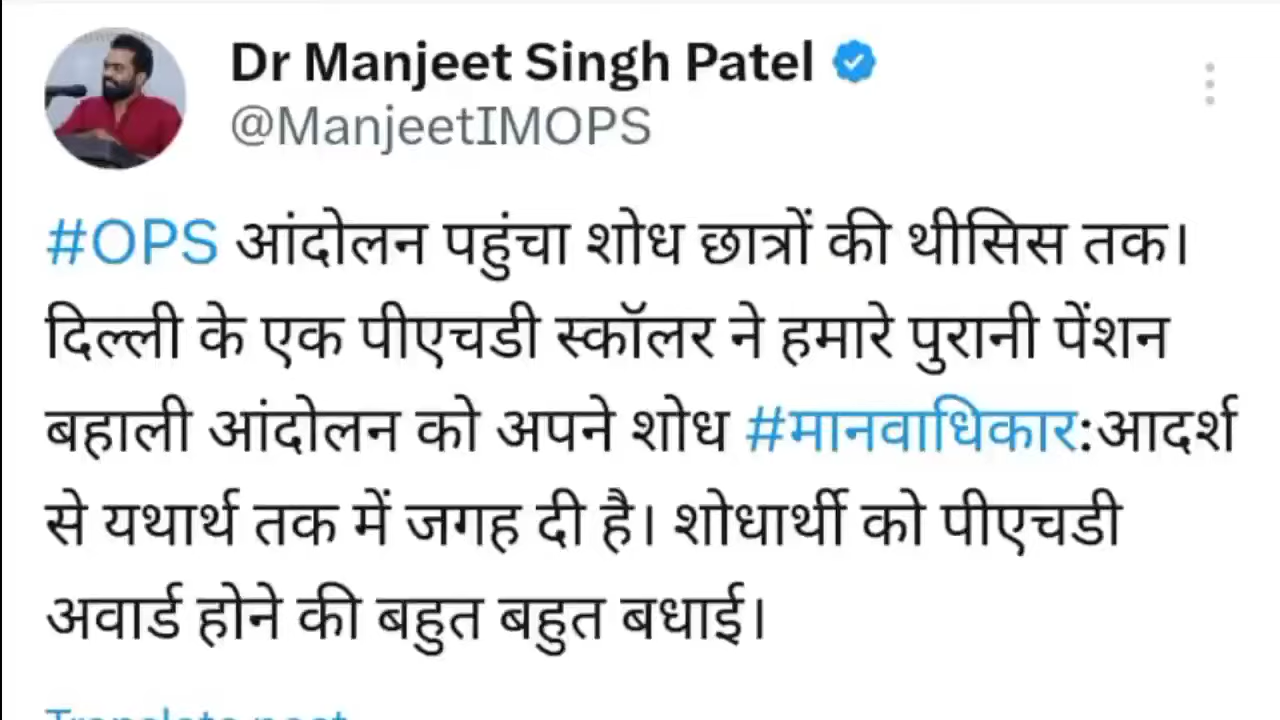 Dr Manjeet Singh Patel
@ManjeetIMOPS
#OPS आंदोलन पहुंचा शोध छात्रों की थीसिस तक।
दिल्ली के एक पीएचडी स्कॉलर ने हमारे पुरानी पेंशन
बहाली आंदोलन को अपने शोध #मानवाधिकार:आदर्श
से यथार्थ तक में जगह दी है। शोधार्थी को पीएचडी
अवार्ड होने की बहुत बहुत बधाई।
Translate post